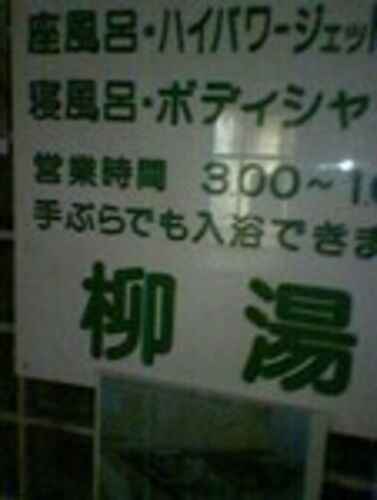 座風呂・ハイパワージェット
寝風呂・ボディシャ
営業時間 3.00～1.0
手ぶらでも入浴できま
柳湯